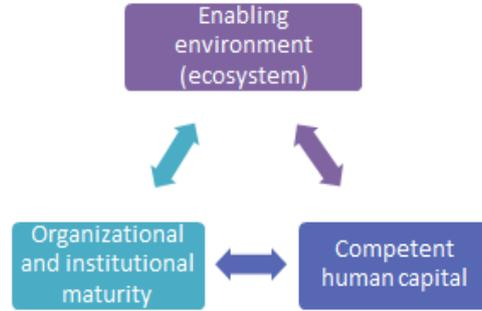 Enabling
environment
(ecosystem)
Organizational
and institutional
maturity
Competent
human capital